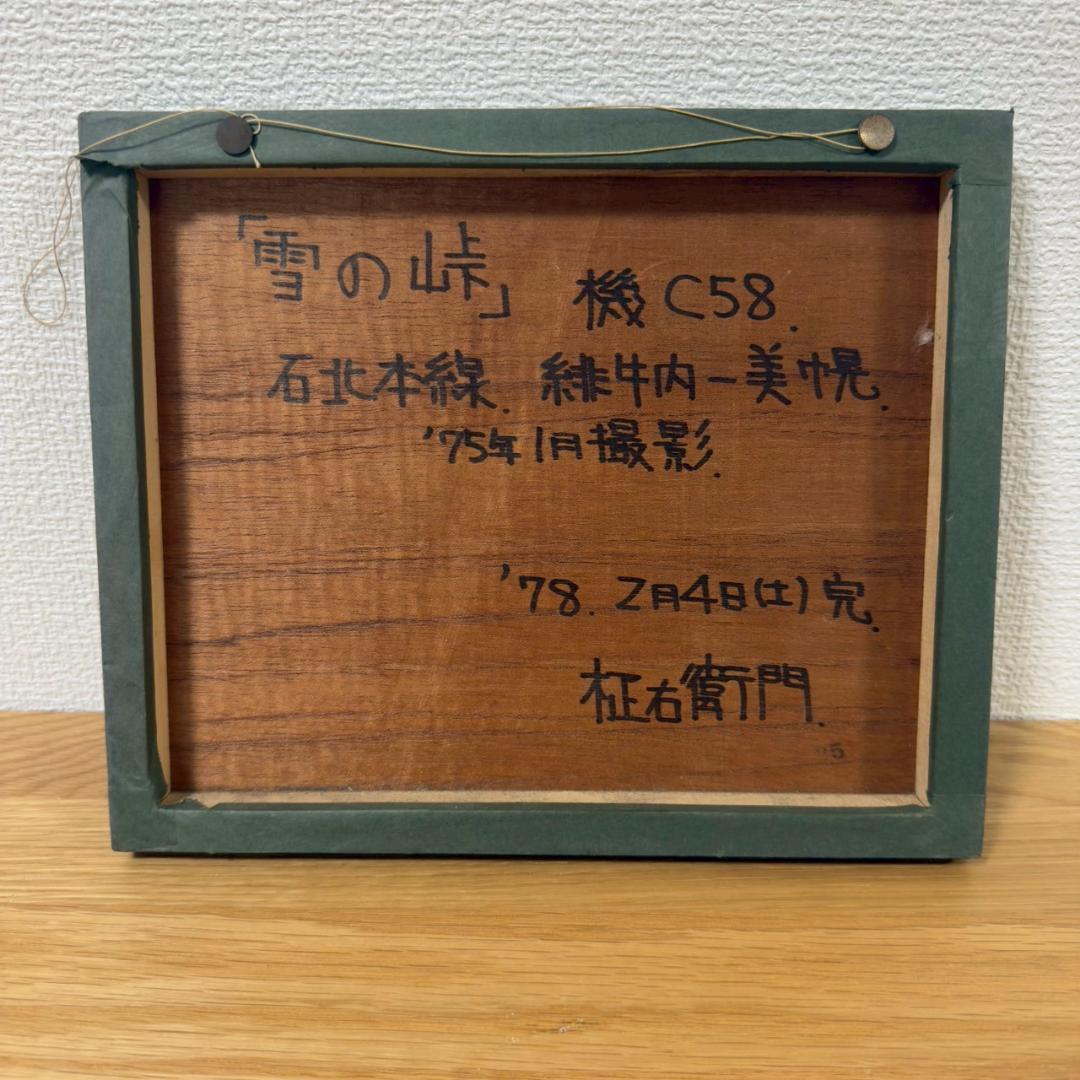 「雪の峠」 機C58.
石北本線. 緋牛内－美幌.
'75年1月撮影.
'78. 2月4日(土)完.
柾右衛門.